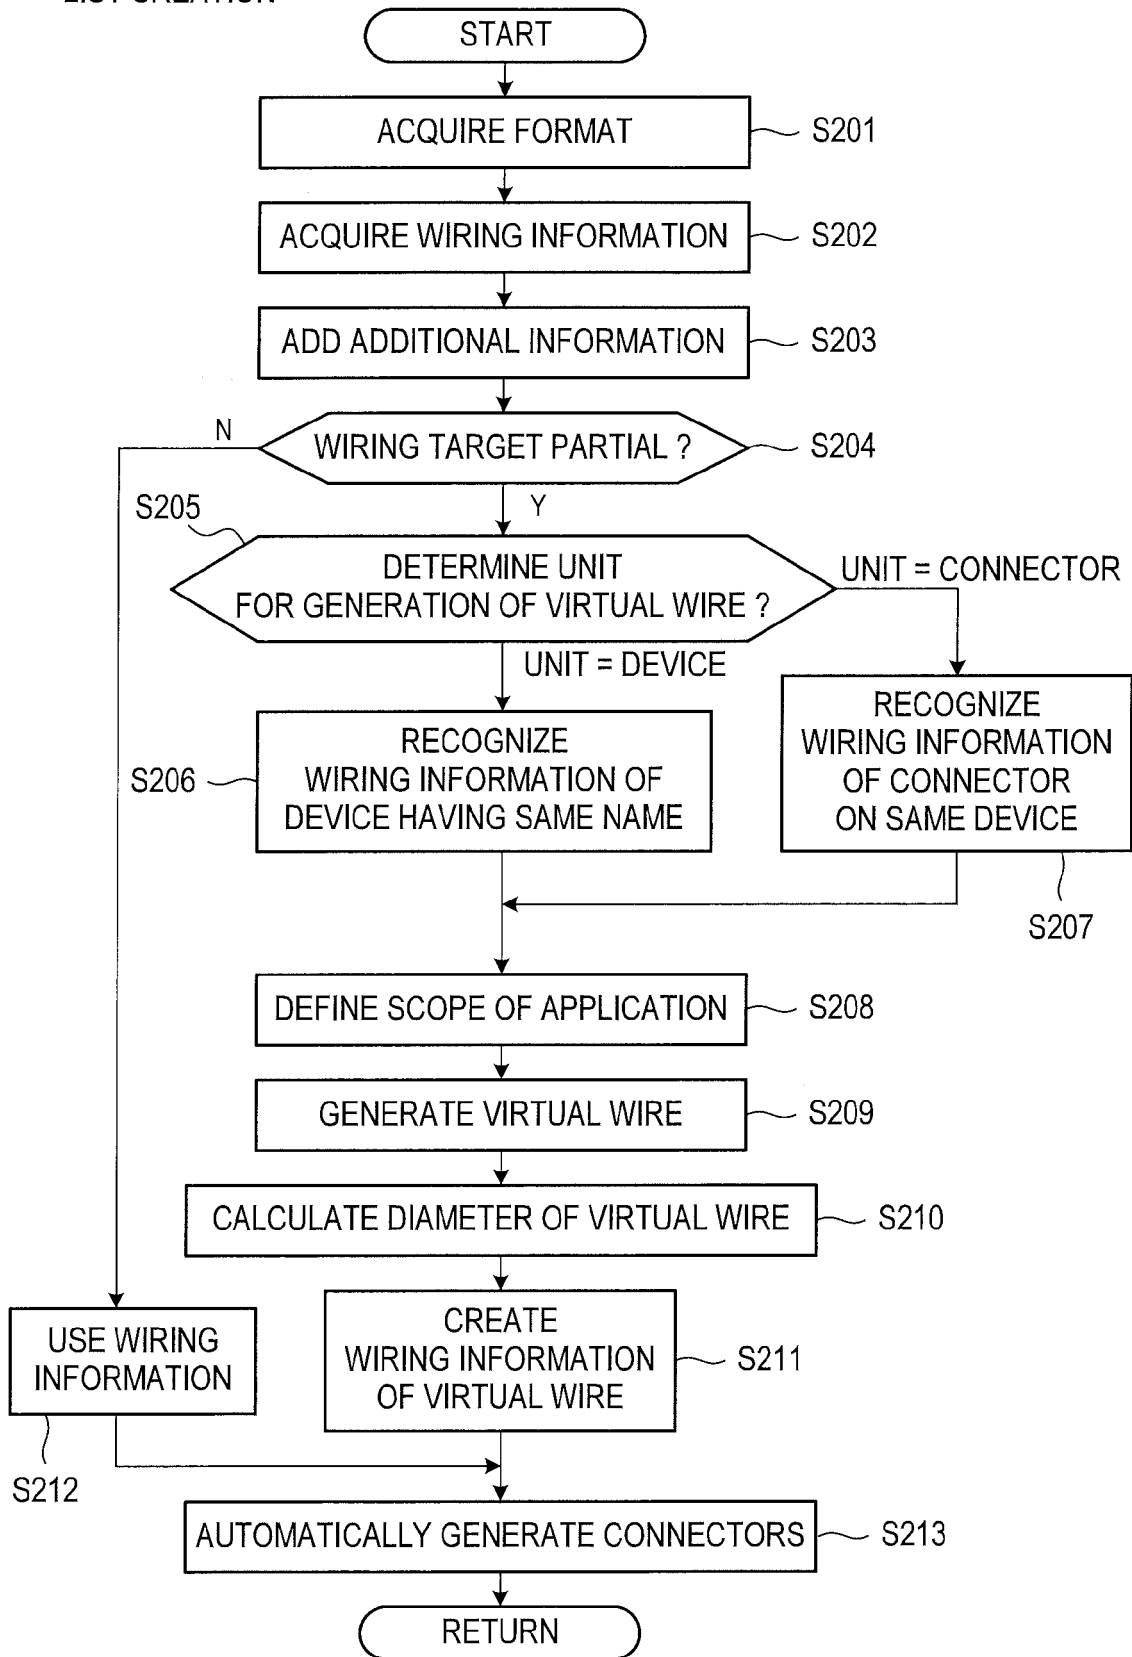 LIST CREATION
START
ACQUIRE FORMAT
S201
ACQUIRE WIRING INFORMATION
S202
ADD ADDITIONAL INFORMATION
S203
N
WIRING TARGET PARTIAL ?
S204
Y
S205
DETERMINE UNIT
FOR GENERATION OF VIRTUAL WIRE ?
UNIT = CONNECTOR
UNIT = DEVICE
RECOGNIZE
WIRING INFORMATION OF
DEVICE HAVING SAME NAME
S206
RECOGNIZE
WIRING INFORMATION
OF CONNECTOR
ON SAME DEVICE
S207
DEFINE SCOPE OF APPLICATION
S208
GENERATE VIRTUAL WIRE
S209
CALCULATE DIAMETER OF VIRTUAL WIRE
S210
CREATE
WIRING INFORMATION
OF VIRTUAL WIRE
S211
USE WIRING
INFORMATION
S212
AUTOMATICALLY GENERATE CONNECTORS
S213
RETURN